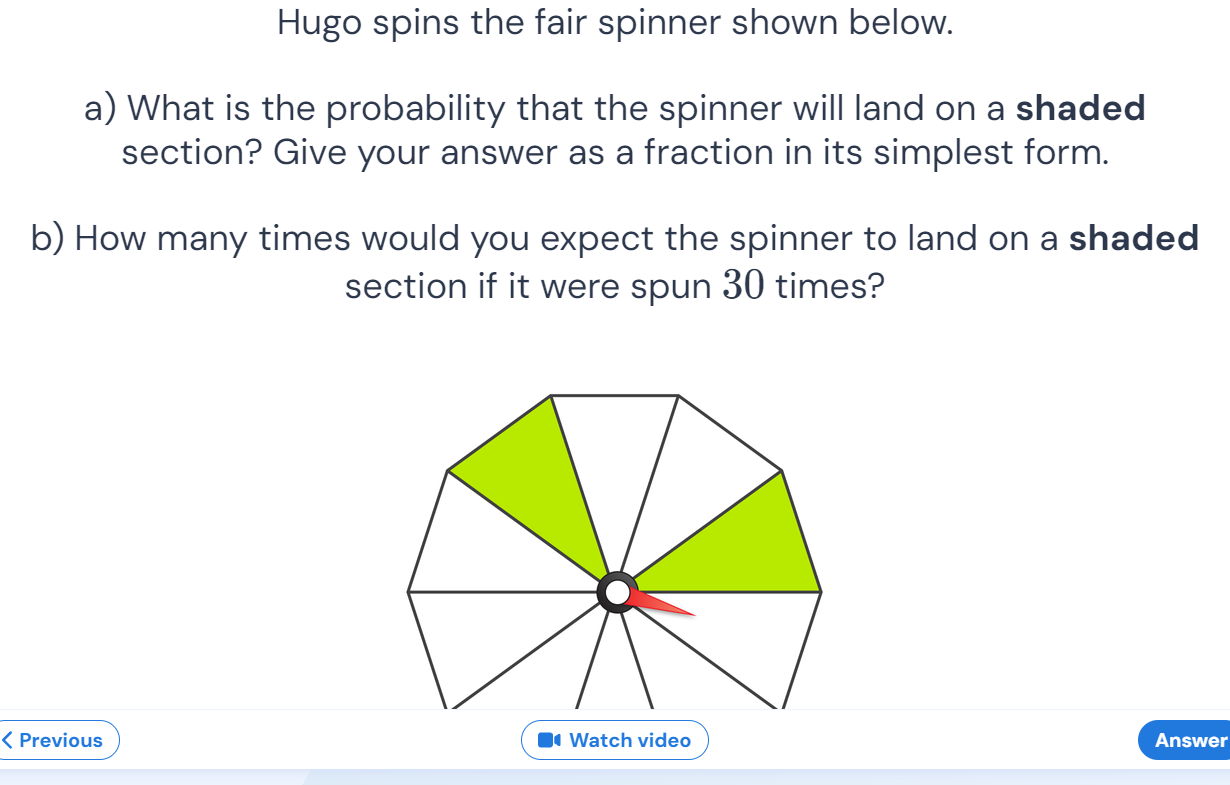 Hugo spins the fair spinner shown below.
a) What is the probability that the spinner will land on a shaded
section? Give your answer as a fraction in its simplest form.
b) How many times would you expect the spinner to land on a shaded
section if it were spun 30 times?
Previous
Watch video
Answer